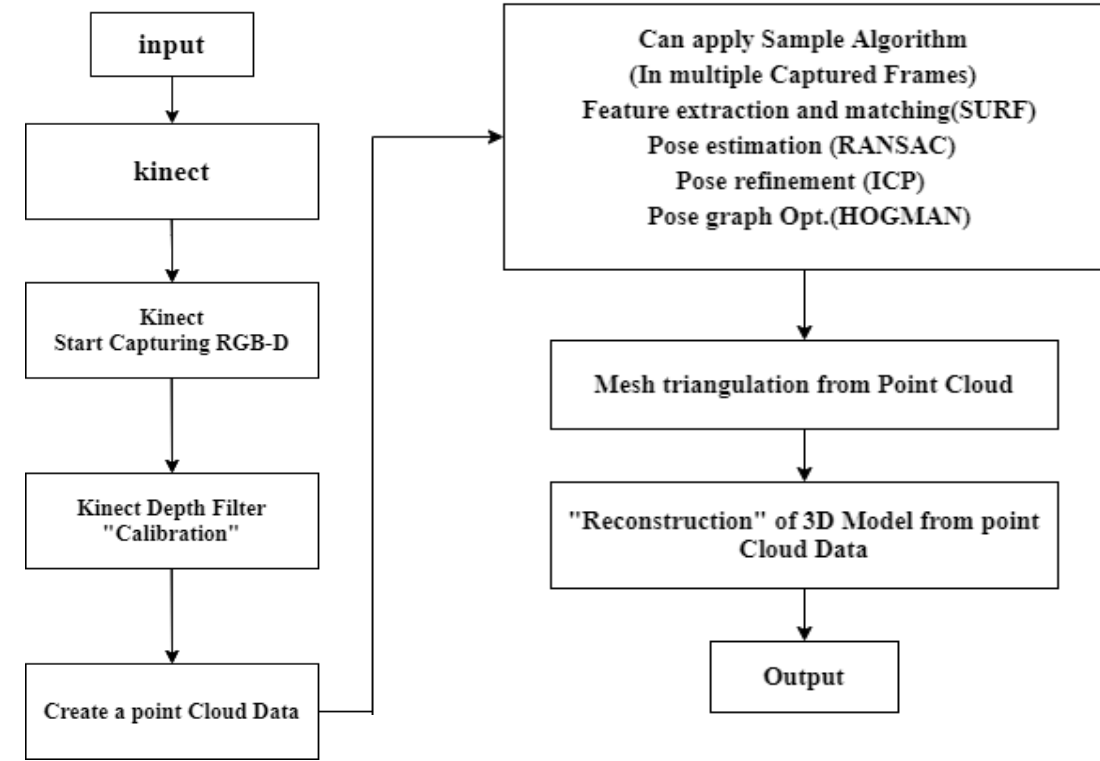 input
kinect
Kinect
Start Capturing RGB-D
Kinect Depth Filter
"Calibration"
Create a point Cloud Data
Can apply Sample Algorithm
(In multiple Captured Frames)
Feature extraction and matching(SURF)
Pose estimation (RANSAC)
Pose refinement (ICP)
Pose graph Opt.(HOGMAN)
Mesh triangulation from Point Cloud
"Reconstruction" of 3D Model from point
Cloud Data
Output